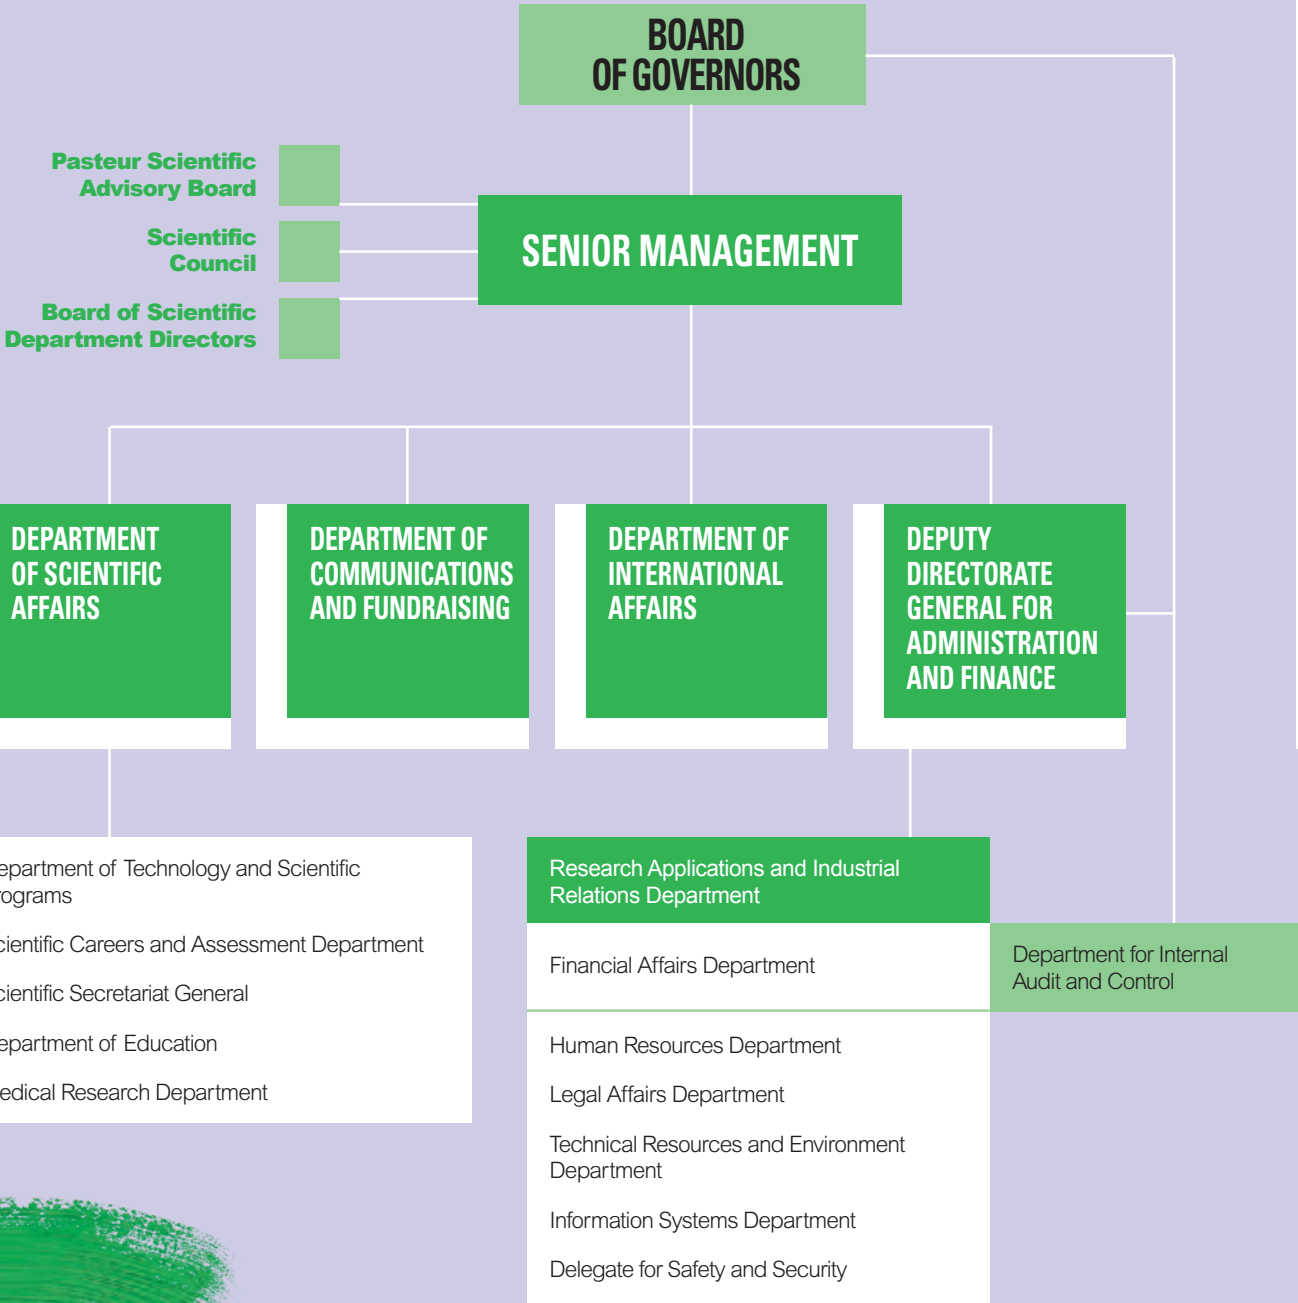 BOARD
OF GOVERNORS
Pasteur Scientific
Advisory Board
Scientific
Council
Board of Scientific
Department Directors
SENIOR MANAGEMENT
DEPARTMENT
OF SCIENTIFIC
AFFAIRS
DEPARTMENT OF
COMMUNICATIONS
AND FUNDRAISING
DEPARTMENT OF
INTERNATIONAL
AFFAIRS
DEPUTY
DIRECTORATE
GENERAL FOR
ADMINISTRATION
AND FINANCE
epartment of Technology and Scientific
rograms
cientific Careers and Assessment Department
cientific Secretariat General
epartment of Education
edical Research Department
Research Applications and Industrial
Relations Department
Financial Affairs Department
Department for Internal
Audit and Control
Human Resources Department
Legal Affairs Department
Technical Resources and Environment
Department
Information Systems Department
Delegate for Safety and Security